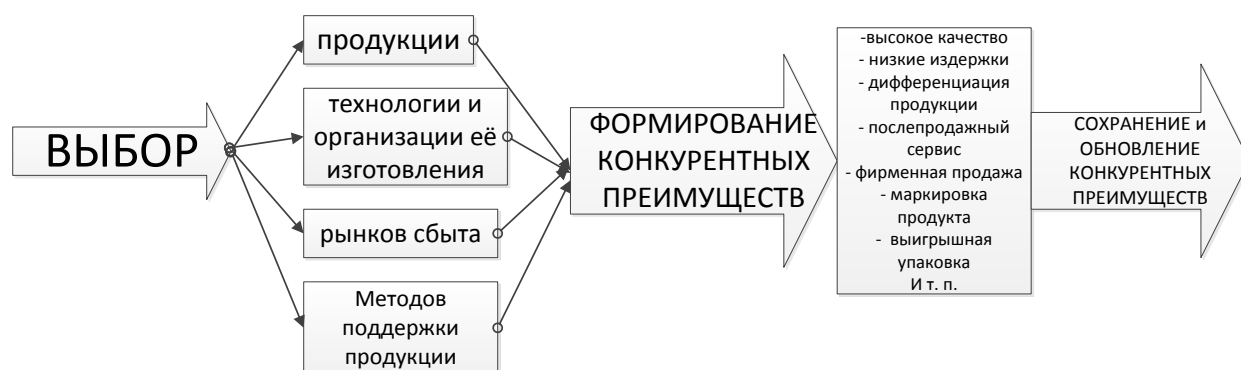 ВЫБОР
продукции
технологии и
организации её
изготовления
рынков сбыта
Методов
поддержки
продукции
ФОРМИРОВАНИЕ
КОНКУРЕНТНЫХ
ПРЕИМУЩЕСТВ
-высокое качество
- низкие издержки
- дифференциация
продукции
- послепродажный
сервис
- фирменная продажа
- маркировка
продукта
- выигрышная
упаковка
И т. п.
СОХРАНЕНИЕ и
ОБНОВЛЕНИЕ
КОНКУРЕНТНЫХ
ПРЕИМУЩЕСТВ